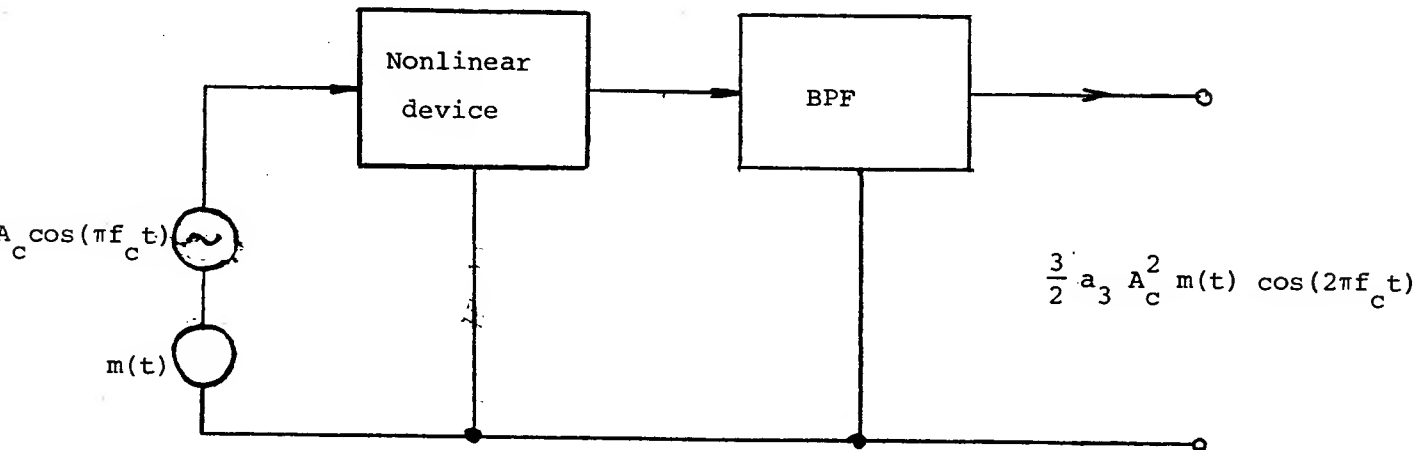 Nonlinear
device
BPF
A_c cos(πf_c t)
m(t)
3/2 a_3 A_c^2 m(t) cos(2πf_c t)